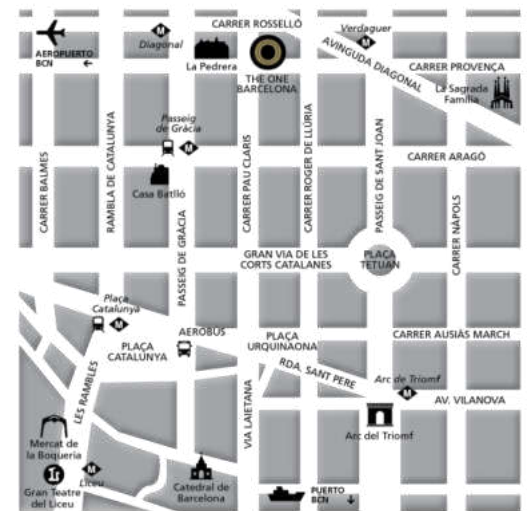 CARRER ROSSELLÓ
M
Diagonal
AEROPUERTO
BCN ←
La Pedrera
THE ONE
BARCELONA
Verdaguer
M
AVINGUDA DIAGONAL
CARRER PROVENÇA
La Sagrada
Família
Passeig
de Gràcia
M
CARRER ARAGÓ
Casa Batlló
CARRER BALMES
RAMBLA DE CATALUNYA
PASSEIG DE GRÀCIA
CARRER PAU CLARIS
CARRER ROGER DE LLÚRIA
PASSEIG DE SANT JOAN
CARRER NÀPOLS
GRAN VIA DE LES
CORTS CATALANES
PLAÇA
TETUAN
Plaça
Catalunya
M
AEROBÚS
PLAÇA
CATALUNYA
PLAÇA
URQUINAONA
CARRER AUSIÀS MARCH
RDA. SANT PERE
Arc de Triomf
M
AV. VILANOVA
LES RAMBLES
VIA LAIETANA
Arc del Triomf
Mercat de
la Boqueria
M
Liceu
Gran Teatre
del Liceu
Catedral de
Barcelona
PUERTO
BCN ↓